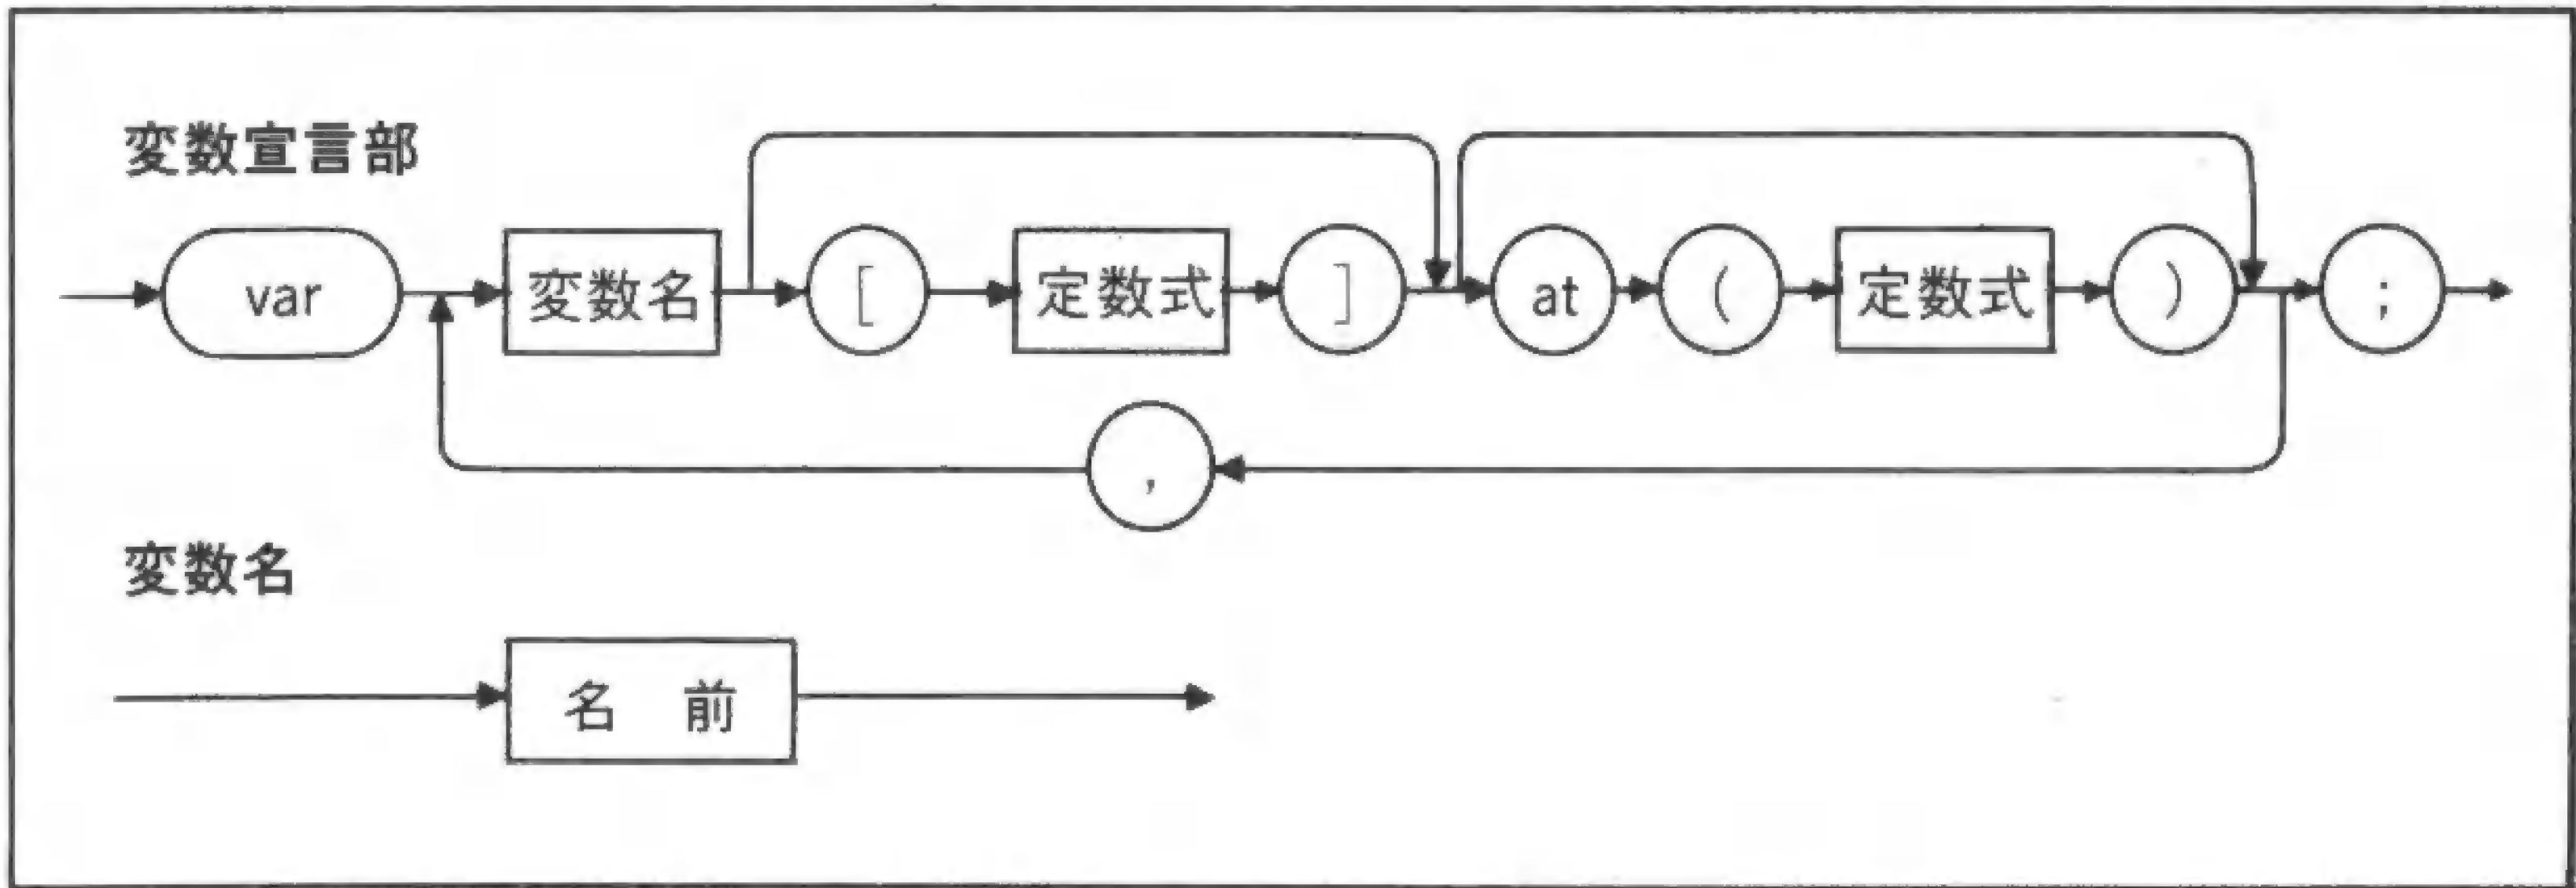 変数宣言部
var 変数名 [ 定数式 ] at ( 定数式 ) ;
,
変数名
名 前